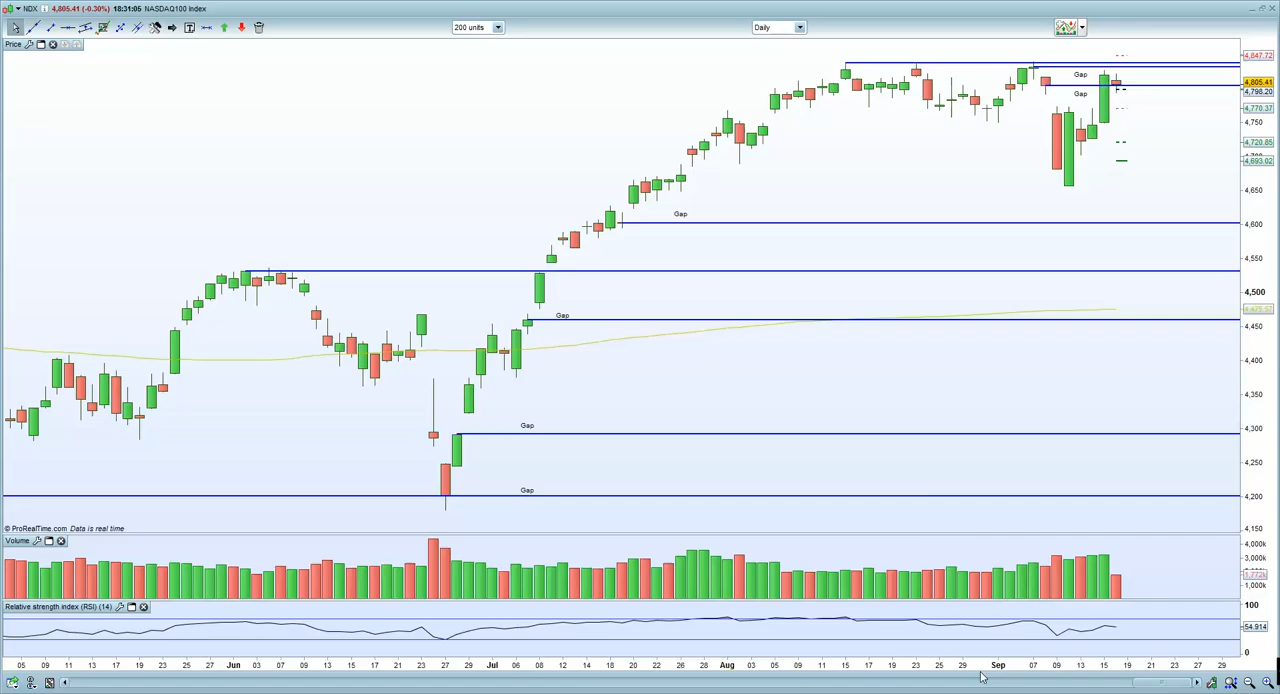 NDX 4,805.41 (-0.30%) 18:31:05 NASDAQ100 Index
200 units
Daily
Price
4,847.72
Gap
4,805.41
4,798.20
Gap
4,770.37
4,750
4,720.85
4,693.02
4,650
Gap
4,600
4,550
4,500
Gap
4,450
4,400
4,350
Gap
4,300
4,250
Gap
4,200
4,150
© ProRealTime.com Data is real time
Volume
4,000k
3,000k
1,772k
1,000k
Relative strength index (RSI) (14)
100
54.914
0
05 09 11 13 17 19 23 25 27 Jun 03 07 09 13 15 17 21 23 27 Jul 06 08 12 14 18 20 22 26 28 Aug 03 05 09 11 15 17 19 23 25 29 Sep 07 09 13 15 19 21 23 27 29